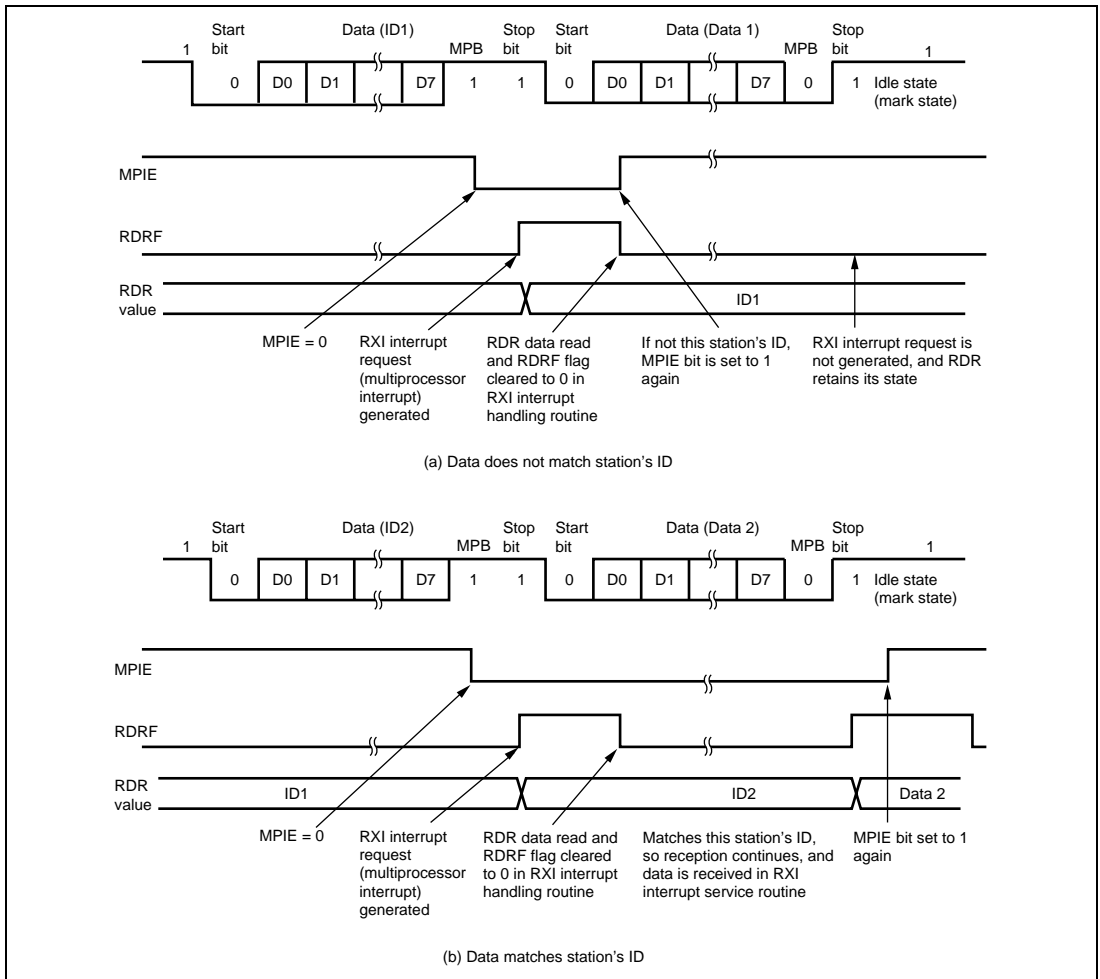 Start bit Data (ID1) MPB Stop bit Start bit Data (Data 1) MPB Stop bit
1 1
0 D0 D1 D7 1 1 0 D0 D1 D7 0 1 Idle state (mark state)
MPIE
RDRF
RDR value
ID1
MPIE = 0
RXI interrupt
request
(multiprocessor
interrupt)
generated
RDR data read
and RDRF flag
cleared to 0 in
RXI interrupt
handling routine
If not this station's ID,
MPIE bit is set to 1
again
RXI interrupt request is
not generated, and RDR
retains its state
(a) Data does not match station's ID
Start bit Data (ID2) MPB Stop bit Start bit Data (Data 2) MPB Stop bit
1 1
0 D0 D1 D7 1 1 0 D0 D1 D7 0 1 Idle state (mark state)
MPIE
RDRF
RDR value
ID1 ID2 Data 2
MPIE = 0
RXI interrupt
request
(multiprocessor
interrupt)
generated
RDR data read and
RDRF flag cleared
to 0 in RXI interrupt
handling routine
Matches this station's ID,
so reception continues, and
data is received in RXI
interrupt service routine
MPIE bit set to 1
again
(b) Data matches station's ID